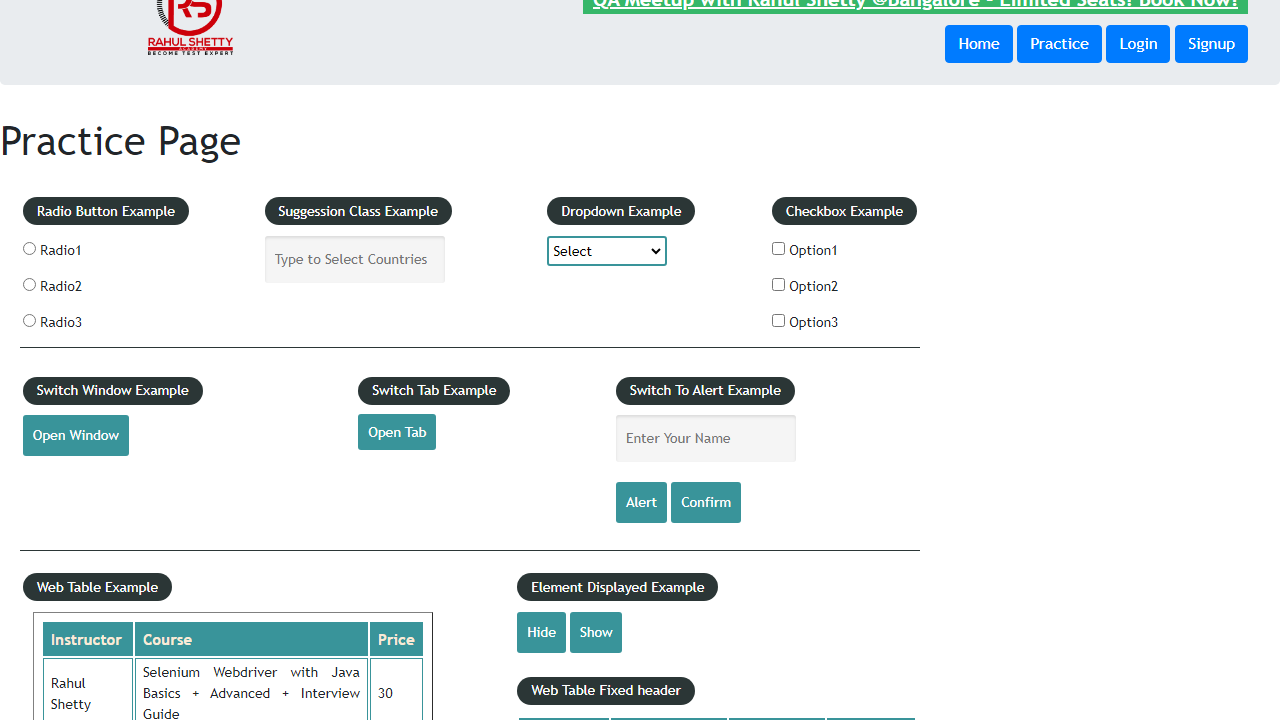 QA Meetup with Rahul Shetty @Bangalore - Limited Seats! Book Now!
RS
RAHUL SHETTY
ACADEMY
BECOME TEST EXPERT
Home Practice Login Signup
Practice Page
Radio Button Example Suggession Class Example Dropdown Example Checkbox Example
Radio1 Type to Select Countries Select Option1
Radio2 Option2
Radio3 Option3
Switch Window Example Switch Tab Example Switch To Alert Example
Open Window Open Tab Enter Your Name
Alert Confirm
Web Table Example Element Displayed Example
Hide Show
Instructor Course Price
Rahul Shetty Selenium Webdriver with Java Basics + Advanced + Interview Guide 30
Web Table Fixed header